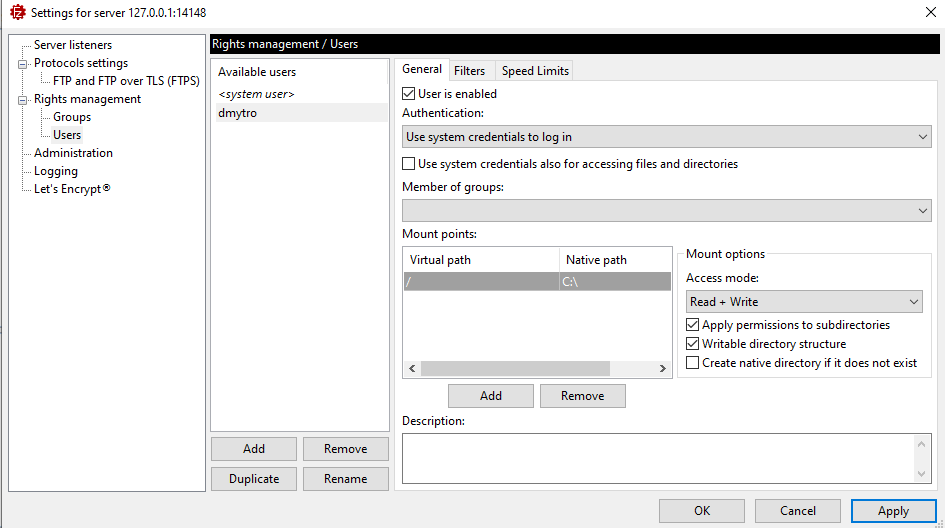 Settings for server 127.0.0.1:14148
Server listeners
Protocols settings
FTP and FTP over TLS (FTPS)
Rights management
Groups
Users
Administration
Logging
Let's Encrypt®
Rights management / Users
Available users
<system user>
dmytro
Add
Remove
Duplicate
Rename
General
Filters
Speed Limits
User is enabled
Authentication:
Use system credentials to log in
Use system credentials also for accessing files and directories
Member of groups:
Mount points:
Virtual path
Native path
/
C:\
Add
Remove
Mount options
Access mode:
Read + Write
Apply permissions to subdirectories
Writable directory structure
Create native directory if it does not exist
Description:
OK
Cancel
Apply